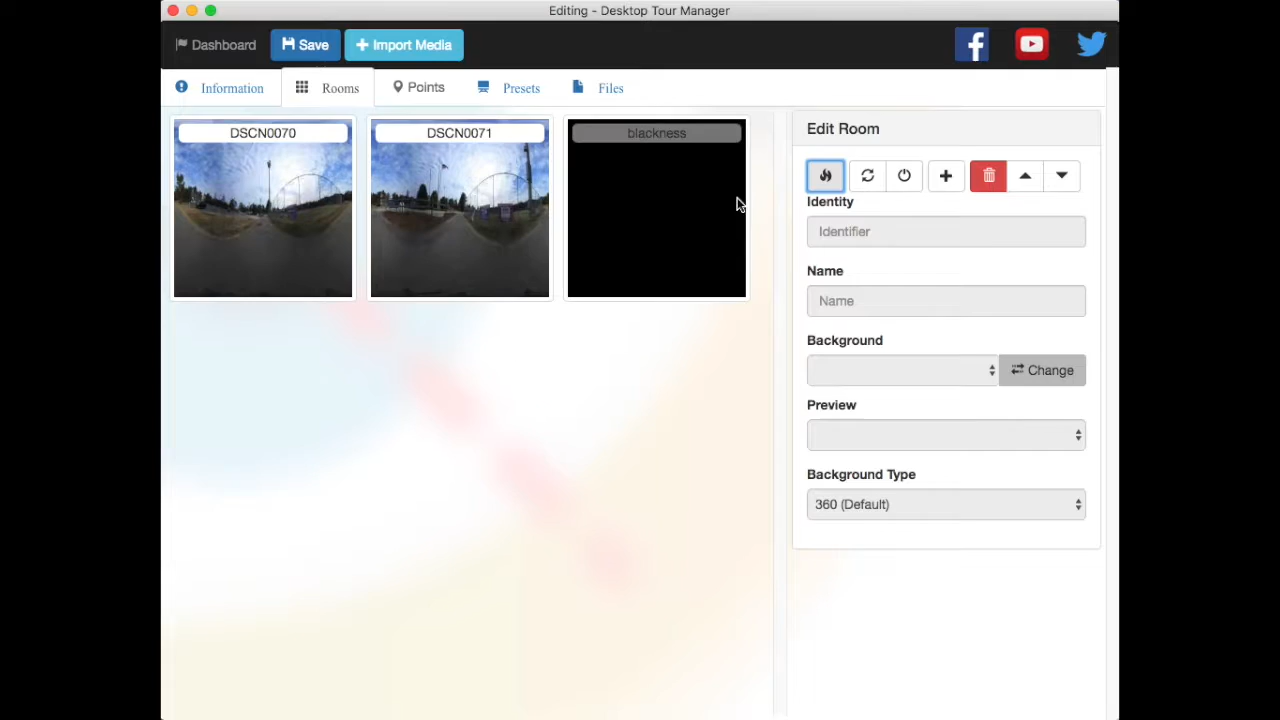 Editing - Desktop Tour Manager
Dashboard
Save
Import Media
Information
Rooms
Points
Presets
Files
DSCN0070
DSCN0071
blackness
Edit Room
Identity
Identifier
Name
Name
Background
Change
Preview
Background Type
360 (Default)